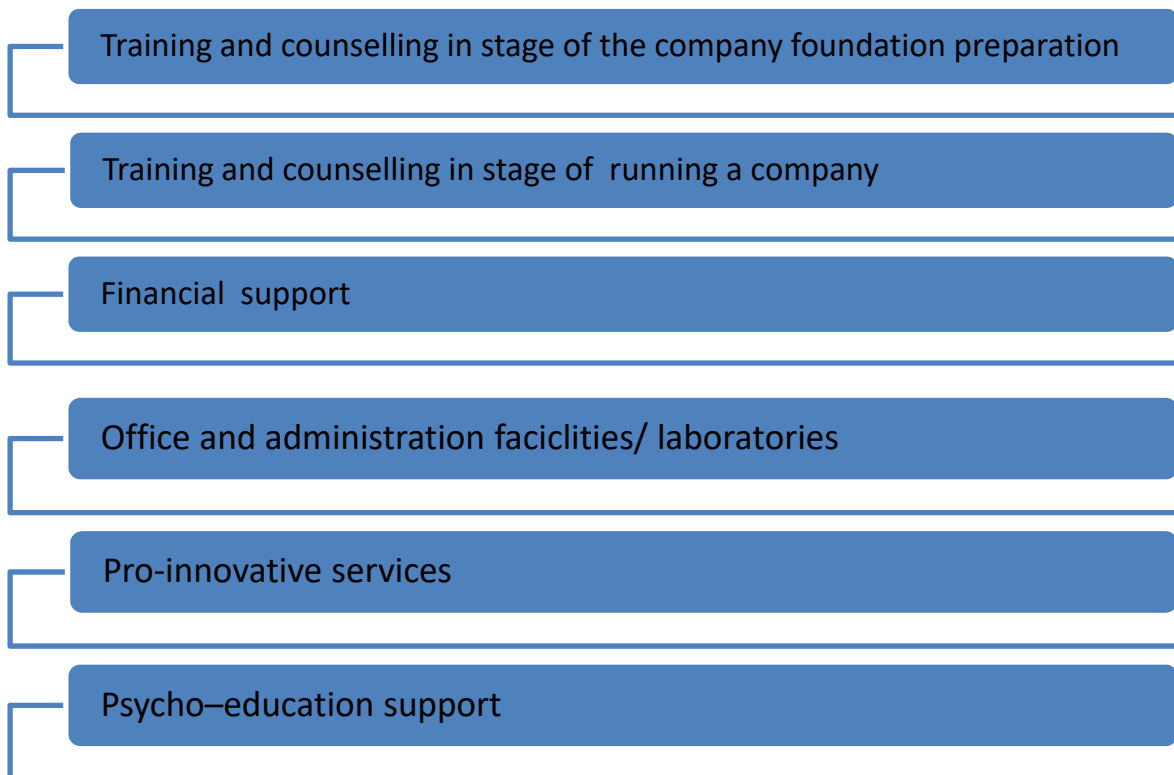 Training and counselling in stage of the company foundation preparation
Training and counselling in stage of  running a company
Financial  support
Office and administration faciclities/ laboratories
Pro-innovative services
Psycho–education support